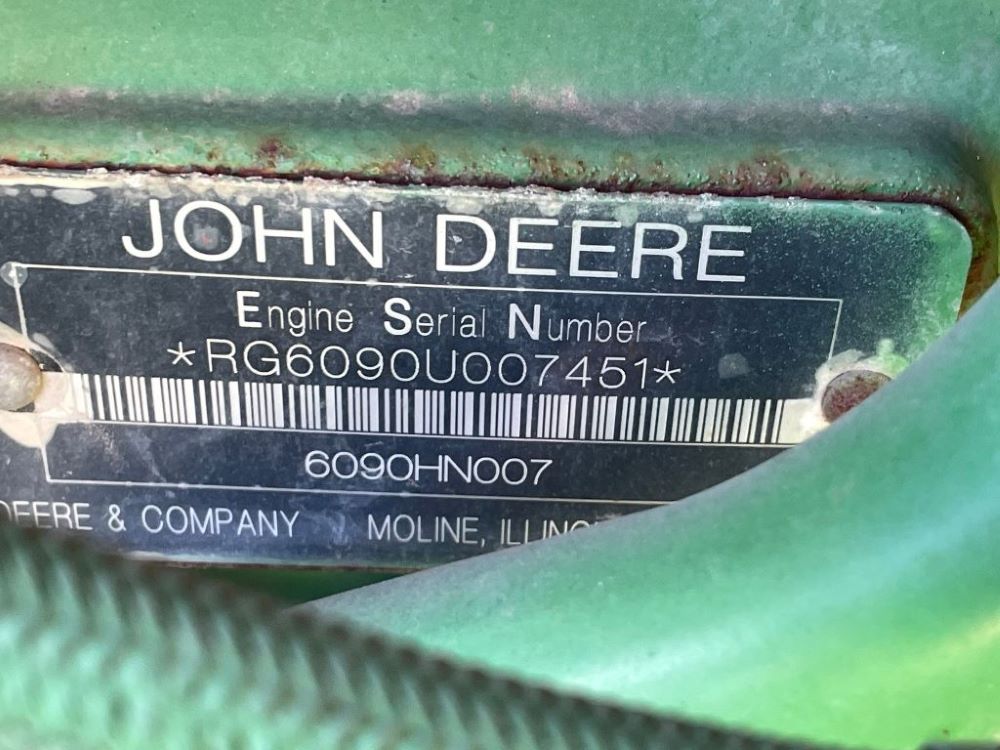 JOHN DEERE
Engine Serial Number
*RG6090U007451*
6090HN007
& COMPANY MOLINE,